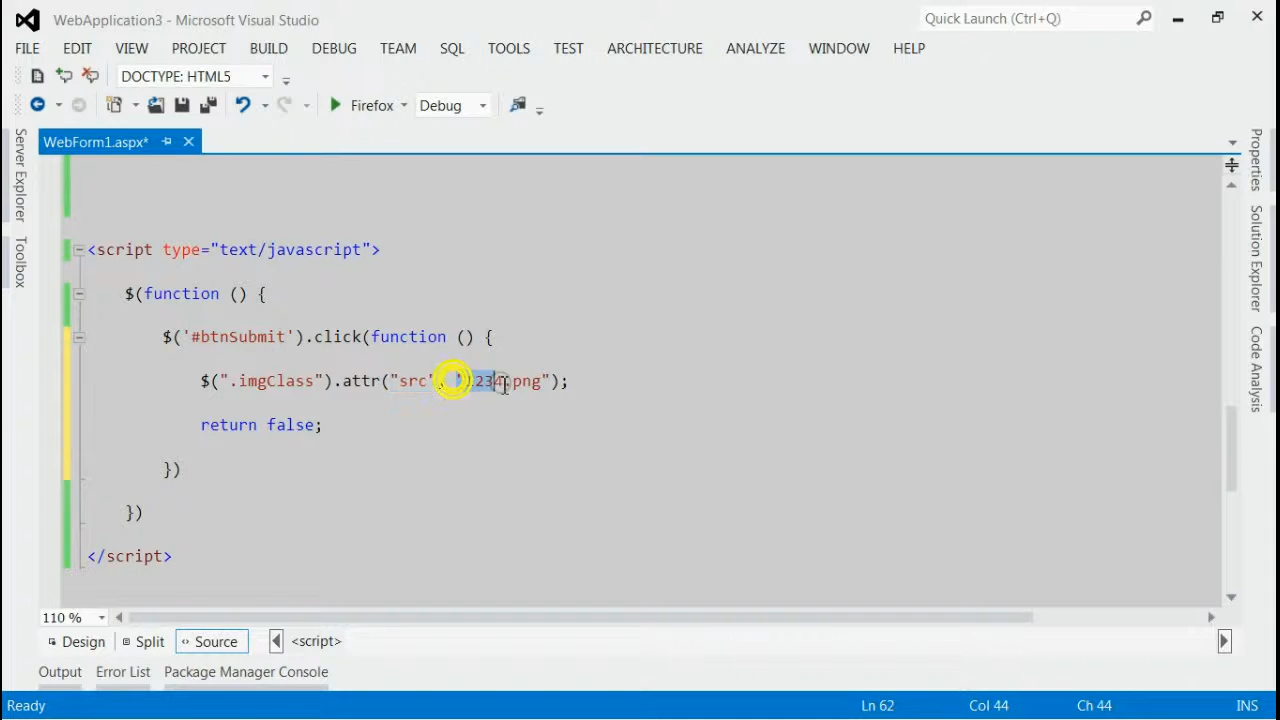 WebApplication3 - Microsoft Visual Studio
Quick Launch (Ctrl+Q)
FILE EDIT VIEW PROJECT BUILD DEBUG TEAM SQL TOOLS TEST ARCHITECTURE ANALYZE WINDOW HELP
DOCTYPE: HTML5
Firefox Debug
Server Explorer
Toolbox
WebForm1.aspx*
Properties
Solution Explorer
Code Analysis
<script type="text/javascript">
$(function () {
$('#btnSubmit').click(function () {
$(".imgClass").attr("src", "1234.png");
return false;
})
})
</script>
110 %
Design Split Source <script>
Output Error List Package Manager Console
Ready Ln 62 Col 44 Ch 44 INS